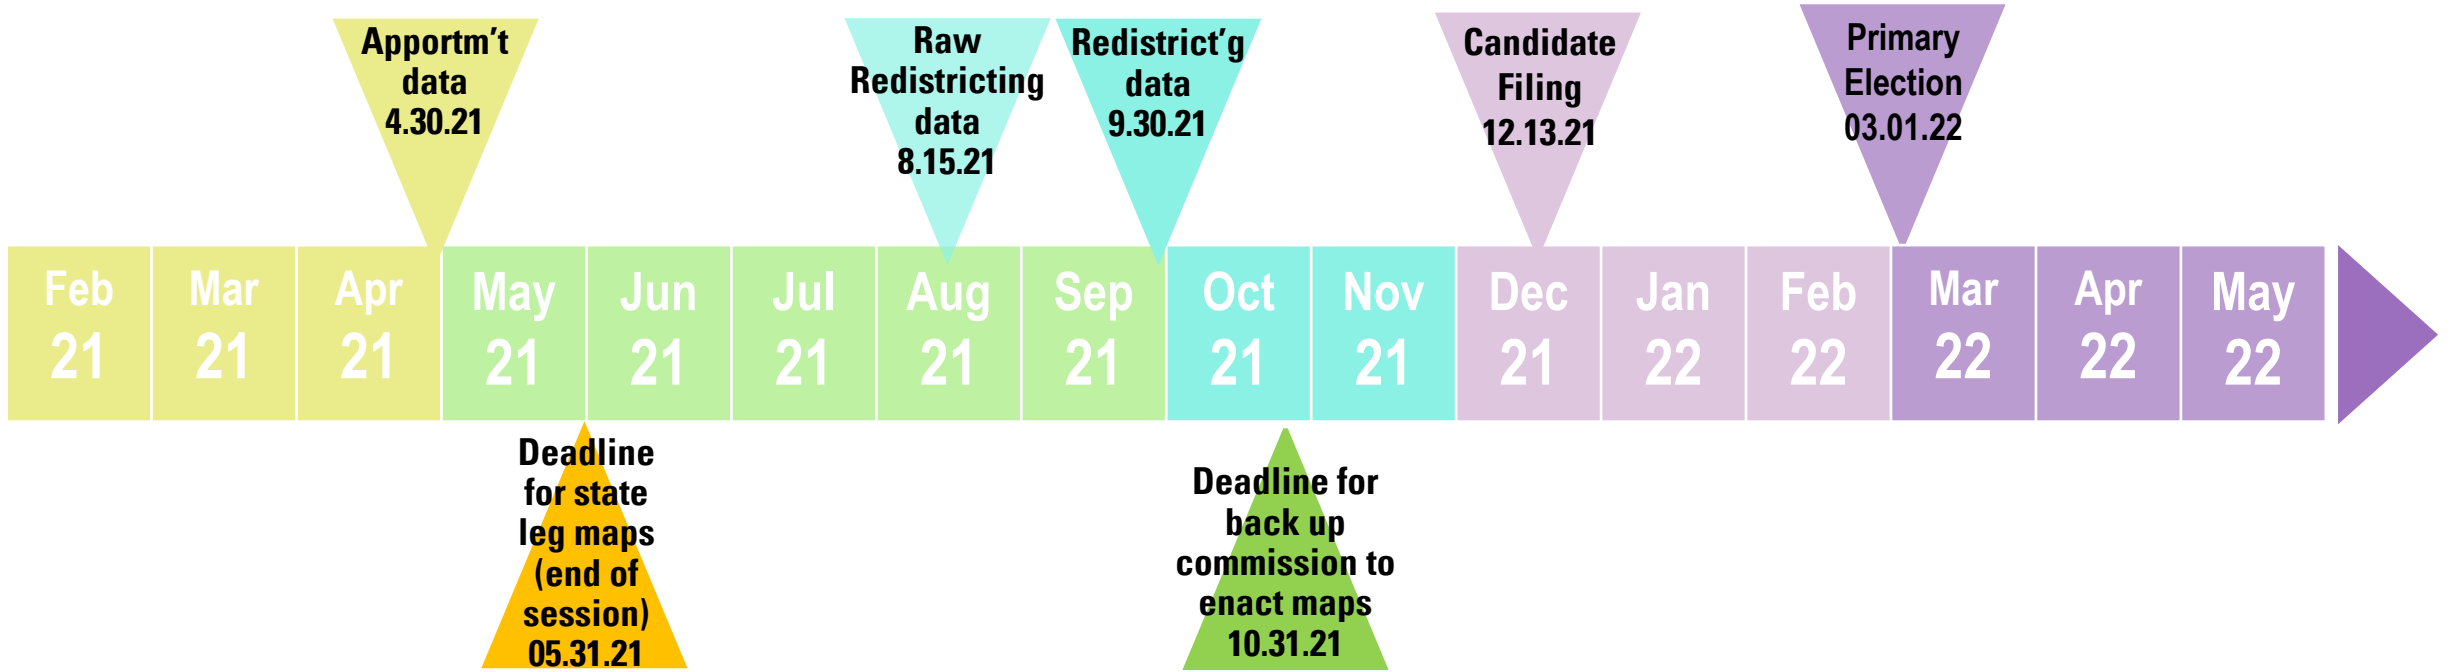 Apportm’t
data
4.30.21
Raw
Redistricting
data
8.15.21
Redistrict’g
data
9.30.21
Candidate
Filing
12.13.21
Primary
Election
03.01.22
Feb
21
Mar
21
Apr
21
May
21
Jun
21
Jul
21
Aug
21
Sep
21
Oct
21
Nov
21
Dec
21
Jan
22
Feb
22
Mar
22
Apr
22
May
22
Deadline
for state
leg maps
(end of
session)
05.31.21
Deadline for
back up
commission to
enact maps
10.31.21